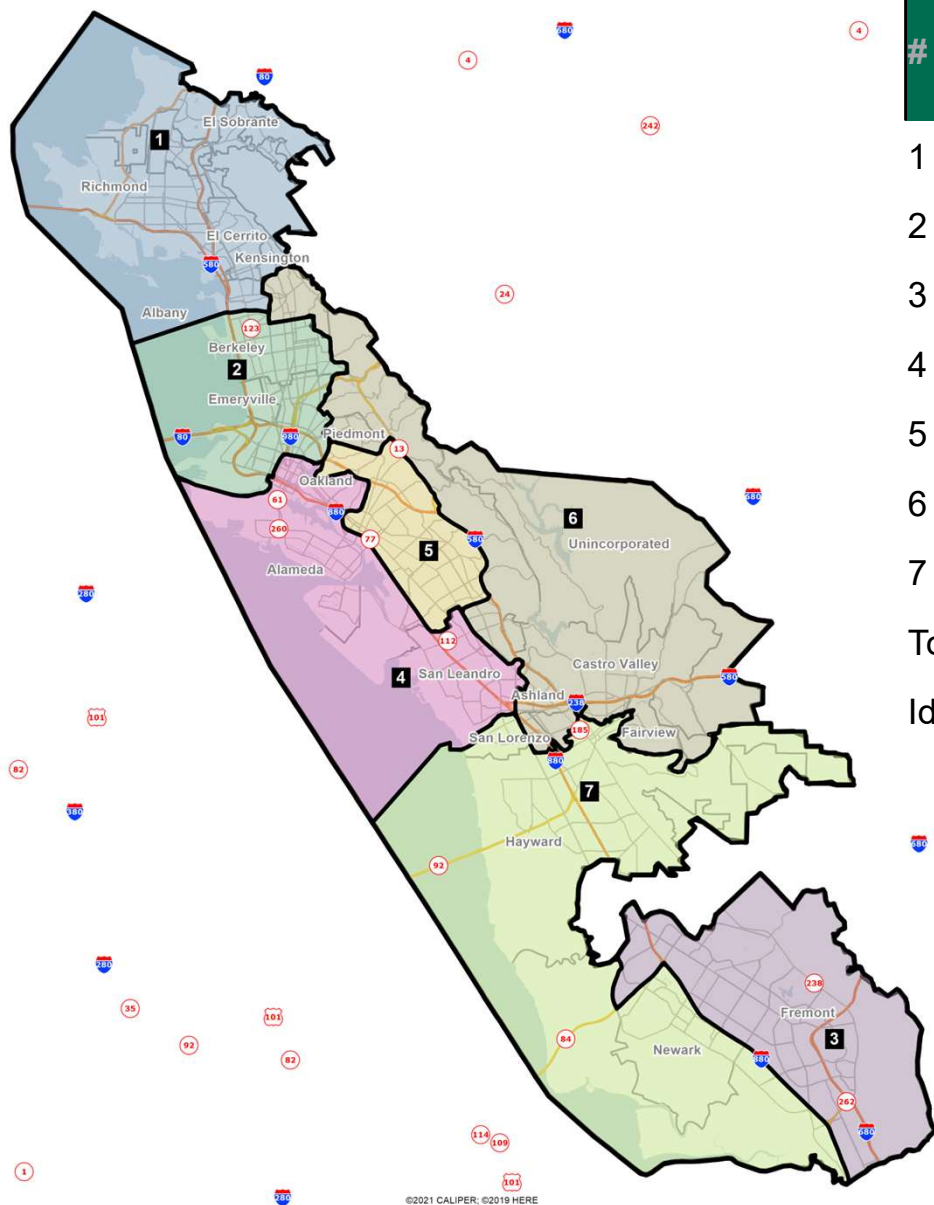 680
4
4
#
80
242
El Sobrante
1
1
Richmond
2
El Cerrito
Kensington
580
24
3
Albany
123
Berkeley
2
4
Emeryville
80
980
Piedmont
13
5
Oakland
61
880
680
6
6
260
580
77
Unincorporated
5
Alameda
7
280
112
To
Castro Valley
San Leandro
4
580
Ashland
238
Id
101
185
Fairview
San Lorenzo
880
82
7
380
Hayward
680
92
280
238
35
Fremont
101
84
3
92
Newark
82
880
262
680
114
109
1
101
280
©2021 CALIPER; ©2019 HERE